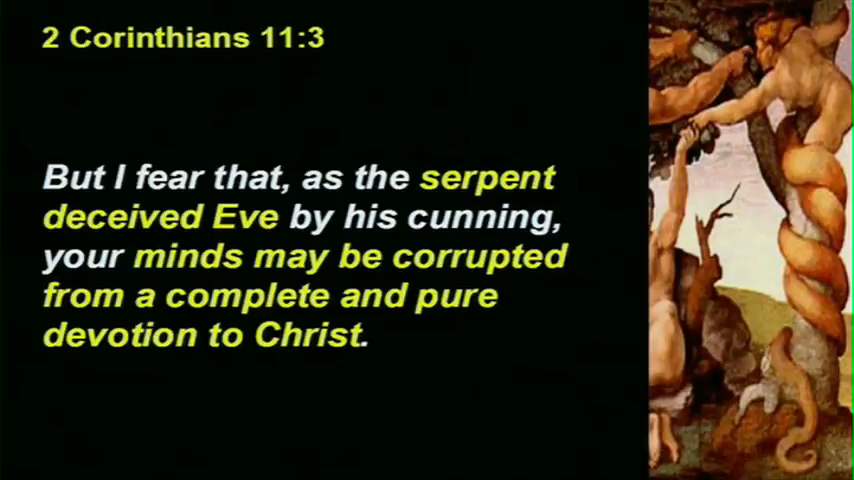 2 Corinthians 11:3
But I fear that, as the serpent
deceived Eve by his cunning,
your minds may be corrupted
from a complete and pure
devotion to Christ.